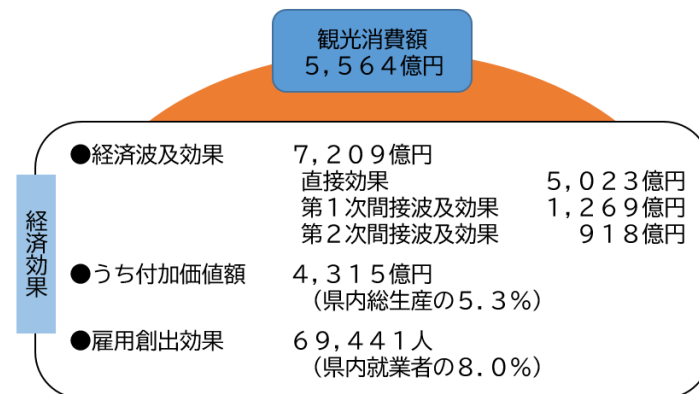 観光消費額
５,５６４億円
●経済波及効果 ７,２０９億円
直接効果 ５,０２３億円
第１次間接波及効果 １,２６９億円
第２次間接波及効果 ９１８億円
経済効果
●うち付加価値額 ４,３１５億円
（県内総生産の５.３％）
●雇用創出効果 ６９,４４１人
（県内就業者の８.０％）